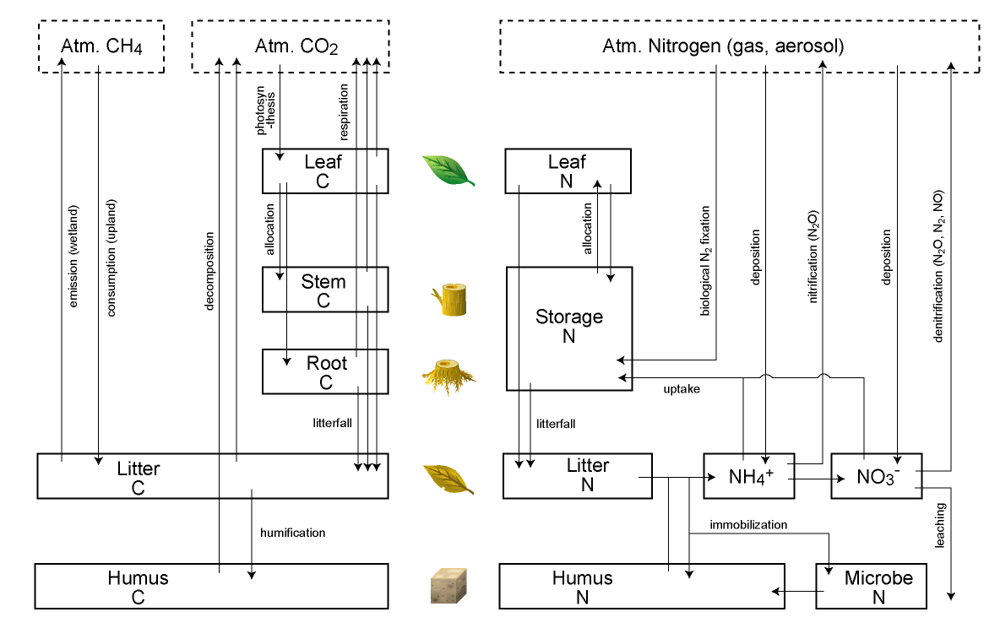 Atm. CH4
Atm. CO2
Atm. Nitrogen (gas, aerosol)
photosyn
-thesis
respiration
Leaf
C
Leaf
N
emission (wetland)
consumption (upland)
decomposition
allocation
allocation
biological N2 fixation
deposition
nitrification (N2O)
deposition
denitrification (N2O, N2, NO)
Stem
C
Storage
N
Root
C
uptake
litterfall
litterfall
Litter
C
Litter
N
NH4+
NO3-
humification
immobilization
leaching
Humus
C
Humus
N
Microbe
N